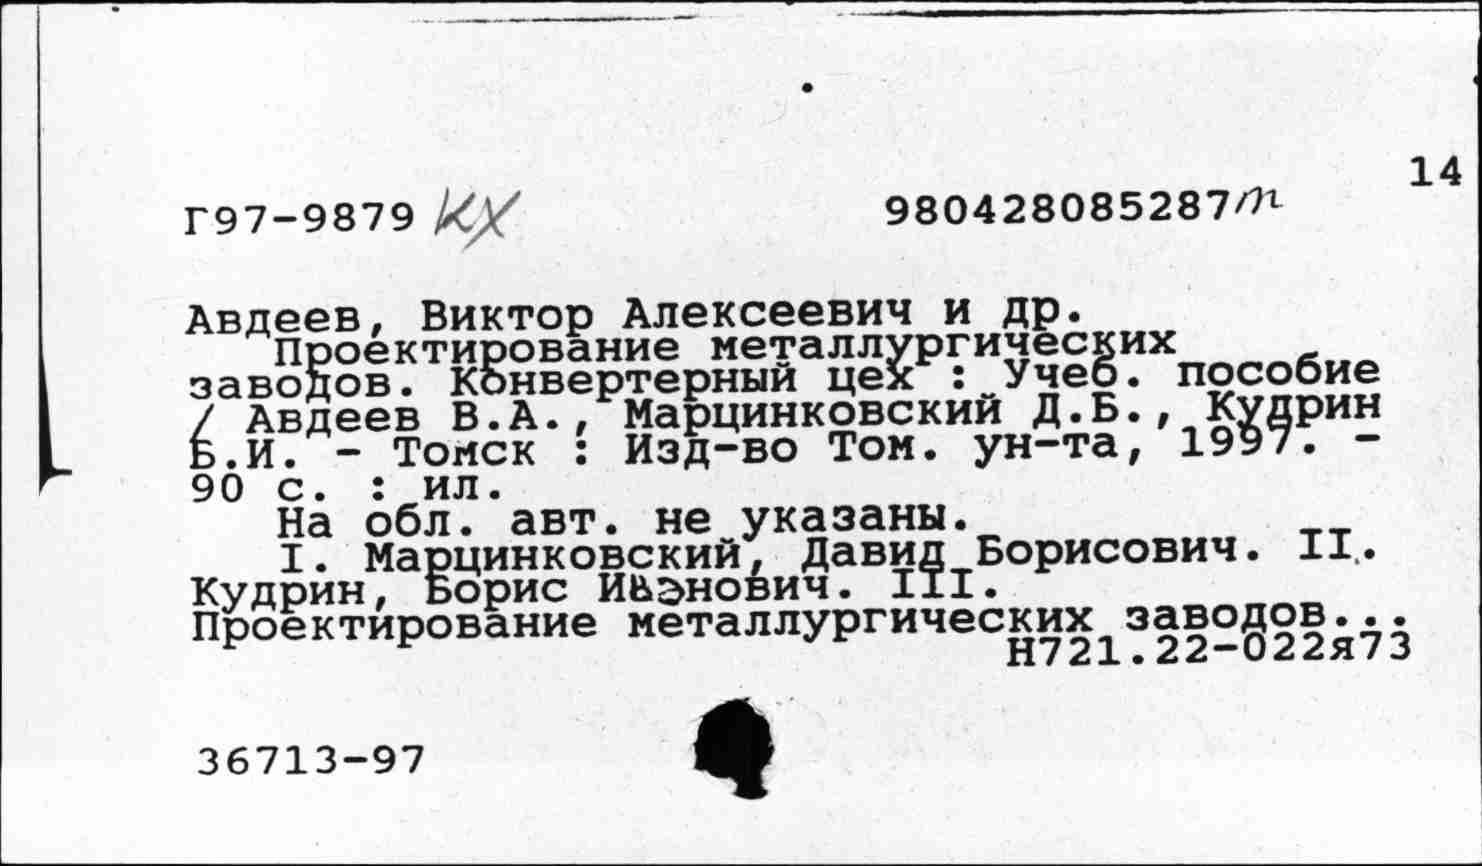 14
Г97-9879 КХ 980428085287т
Авдеев, Виктор Алексеевич и др.
Проектирование металлургических
заводов. Конвертерный цех : Учеб. пособие
/ Авдеев В.А., Марцинковский Д.Б., Кудрин
Б.И. - Томск : Изд-во Том. ун-та, 1997. -
90 с. : ил.
На обл. авт. не указаны.
I. Марцинковский, Давид Борисович. II.
Кудрин, Борис Иванович. III.
Проектирование металлургических заводов...
Н721.22-022я73
36713-97